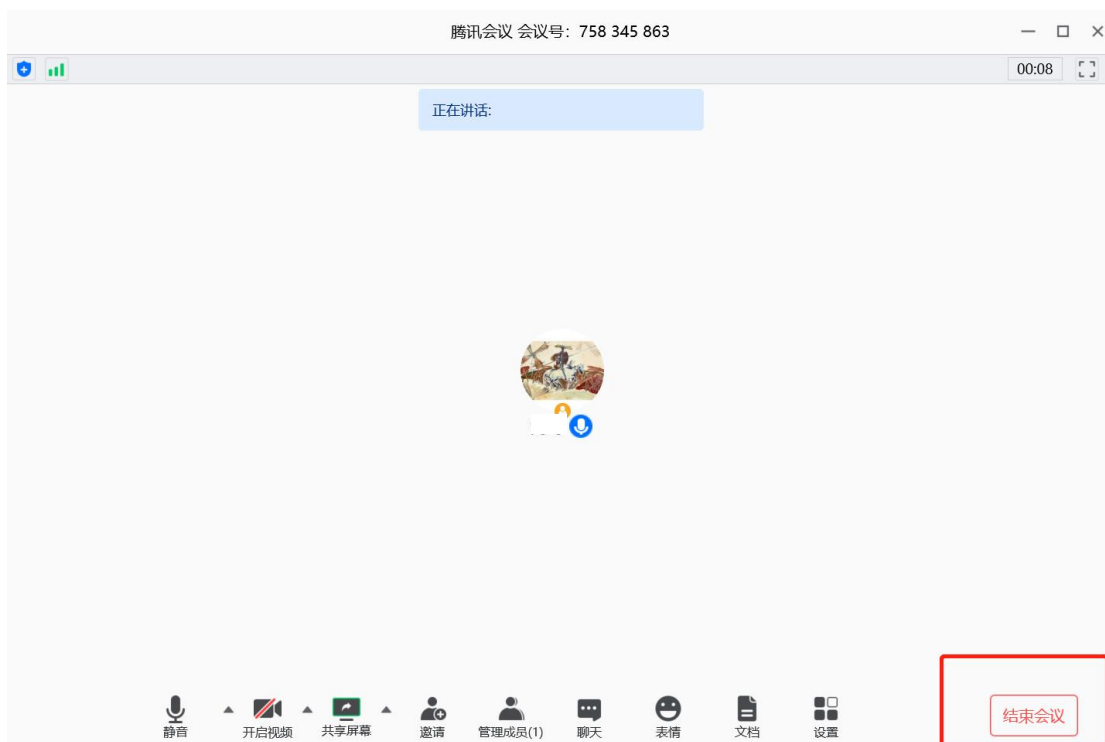 腾讯会议 会议号：758 345 863
00:08
正在讲话:
静音
开启视频
共享屏幕
邀请
管理成员(1)
聊天
表情
文档
设置
结束会议